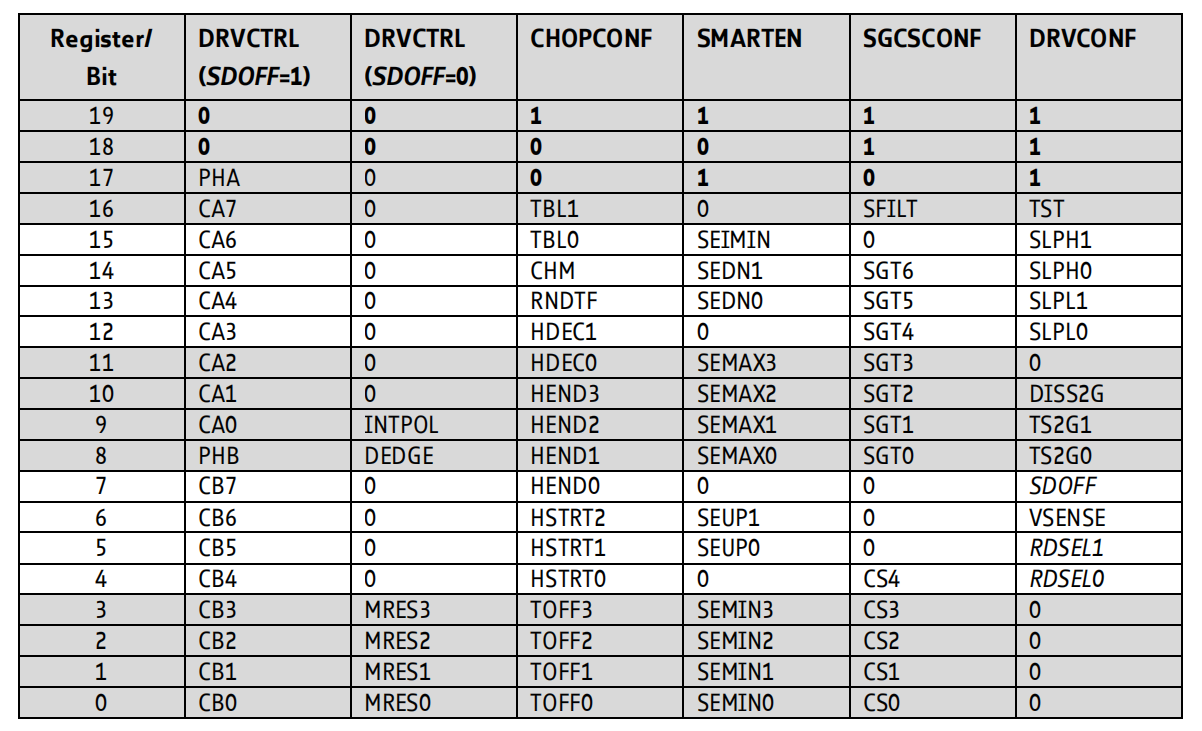 Register/ DRVCTRL DRVCTRL CHOPCONF SMARTEN SGCSCONF DRVCONF
Bit (SDOFF=1) (SDOFF=0)
19 0 0 1 1 1 1
18 0 0 0 0 1 1
17 PHA 0 0 1 0 1
16 CA7 0 TBL1 0 SFILT TST
15 CA6 0 TBL0 SEIMIN 0 SLPH1
14 CA5 0 CHM SEDN1 SGT6 SLPH0
13 CA4 0 RNDTF SEDN0 SGT5 SLPL1
12 CA3 0 HDEC1 0 SGT4 SLPL0
11 CA2 0 HDEC0 SEMAX3 SGT3 0
10 CA1 0 HEND3 SEMAX2 SGT2 DISS2G
9 CA0 INTPOL HEND2 SEMAX1 SGT1 TS2G1
8 PHB DEDGE HEND1 SEMAX0 SGT0 TS2G0
7 CB7 0 HEND0 0 0 SDOFF
6 CB6 0 HSTRT2 SEUP1 0 VSENSE
5 CB5 0 HSTRT1 SEUP0 0 RDSEL1
4 CB4 0 HSTRT0 0 CS4 RDSEL0
3 CB3 MRES3 TOFF3 SEMIN3 CS3 0
2 CB2 MRES2 TOFF2 SEMIN2 CS2 0
1 CB1 MRES1 TOFF1 SEMIN1 CS1 0
0 CB0 MRES0 TOFF0 SEMIN0 CS0 0